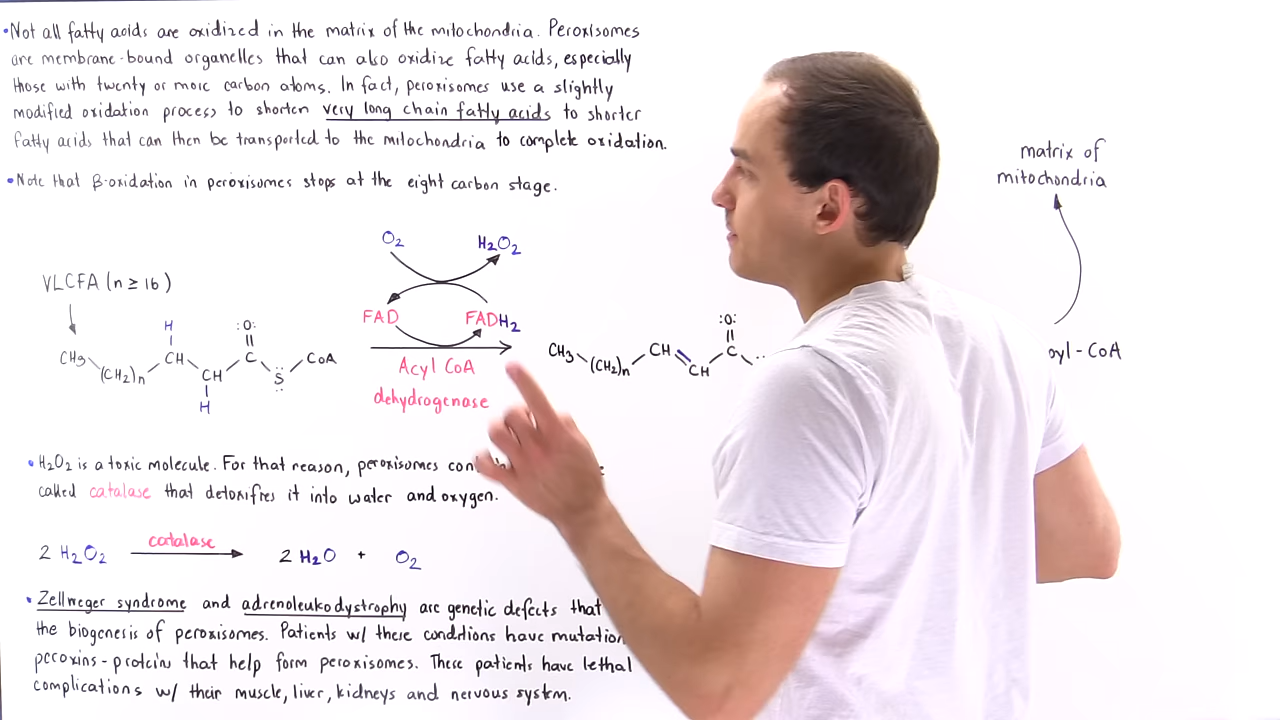 •Not all fatty acids are oxidized in the matrix of the mitochondria. Peroxisomes
are membrane-bound organelles that can also oxidize fatty acids, especially
those with twenty or more carbon atoms. In fact, peroxisomes use a slightly
modified oxidation process to shorten very long chain fatty acids to shorter
fatty acids that can then be transported to the mitochondria to complete oxidation.
•Note that β-oxidation in peroxisomes stops at the eight carbon stage.
matrix of
mitochondria
O2 H2O2
VLCFA (n ≥ 16)
FAD FADH2
H :O: :O:
CH3 (CH2)n CH CH C S CoA
H
Acyl CoA
dehydrogenase
CH3 (CH2)n CH CH C
oyl-CoA
•H2O2 is a toxic molecule. For that reason, peroxisomes
called catalase that detoxifies it into water and oxygen.
catalase
2 H2O2 2 H2O + O2
•Zellweger syndrome and adrenoleukodystrophy are genetic defects that
the biogenesis of peroxisomes. Patients w/ these conditions have mutation
peroxins-protein that help form peroxisomes. These patients have lethal
complications w/ their muscle, liver, kidneys and nervous system.